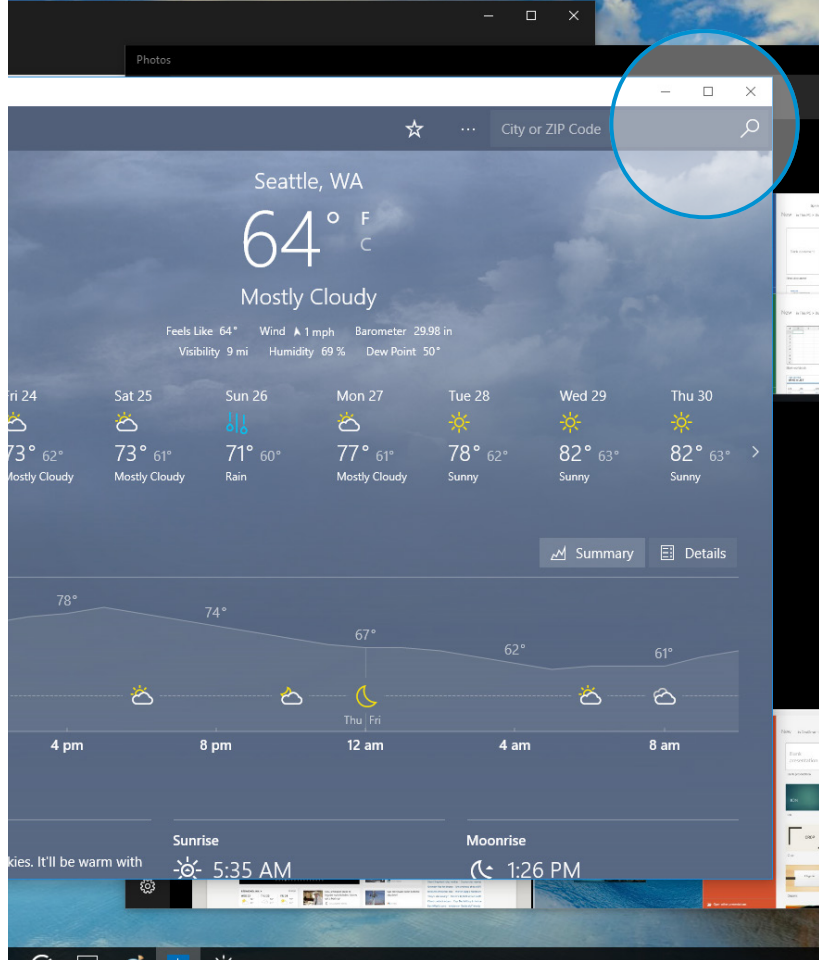 Photos
City or ZIP Code
Seattle, WA
64° F
C
Mostly Cloudy
Feels Like 64° Wind 1 mph Barometer 29.98 in
Visibility 9 mi Humidity 69 % Dew Point 50°
ri 24 Sat 25 Sun 26 Mon 27 Tue 28 Wed 29 Thu 30
73° 62° 73° 61° 71° 60° 77° 61° 78° 62° 82° 63° 82° 63°
Mostly Cloudy Mostly Cloudy Rain Mostly Cloudy Sunny Sunny Sunny
Summary Details
78° 74° 67° 62° 61°
Thu Fri
4 pm 8 pm 12 am 4 am 8 am
Sunrise Moonrise
kies. It'll be warm with 5:35 AM 1:26 PM